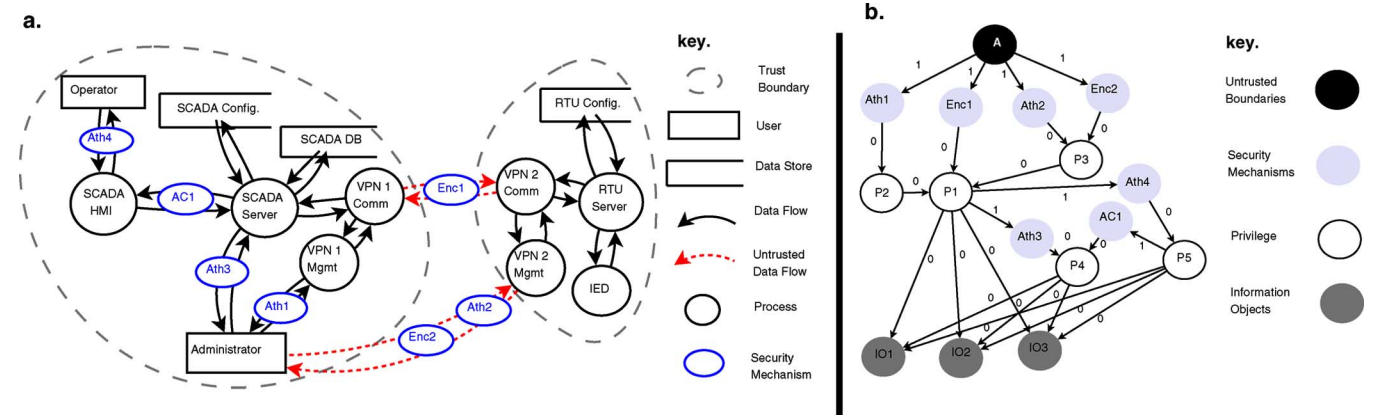 a.
Operator
SCADA Config.
SCADA DB
Ath4
SCADA
HMI
AC1
SCADA
Server
VPN 1
Comm
VPN 1
Mgmt
Ath3
Ath1
Administrator
Enc1
Enc2
Ath2
VPN 2
Comm
VPN 2
Mgmt
RTU Config.
RTU
Server
IED
key.
Trust
Boundary
User
Data Store
Data Flow
Untrusted
Data Flow
Process
Security
Mechanism
b.
A
1
1
1
1
Ath1
Enc1
Ath2
Enc2
0
0
0
0
P3
0
P2
0
P1
1
Ath4
1
Ath3
0
AC1
0
1
0
P4
P5
0
0
0
0
0
0
0
0
0
IO1
IO2
IO3
key.
Untrusted
Boundaries
Security
Mechanisms
Privilege
Information
Objects